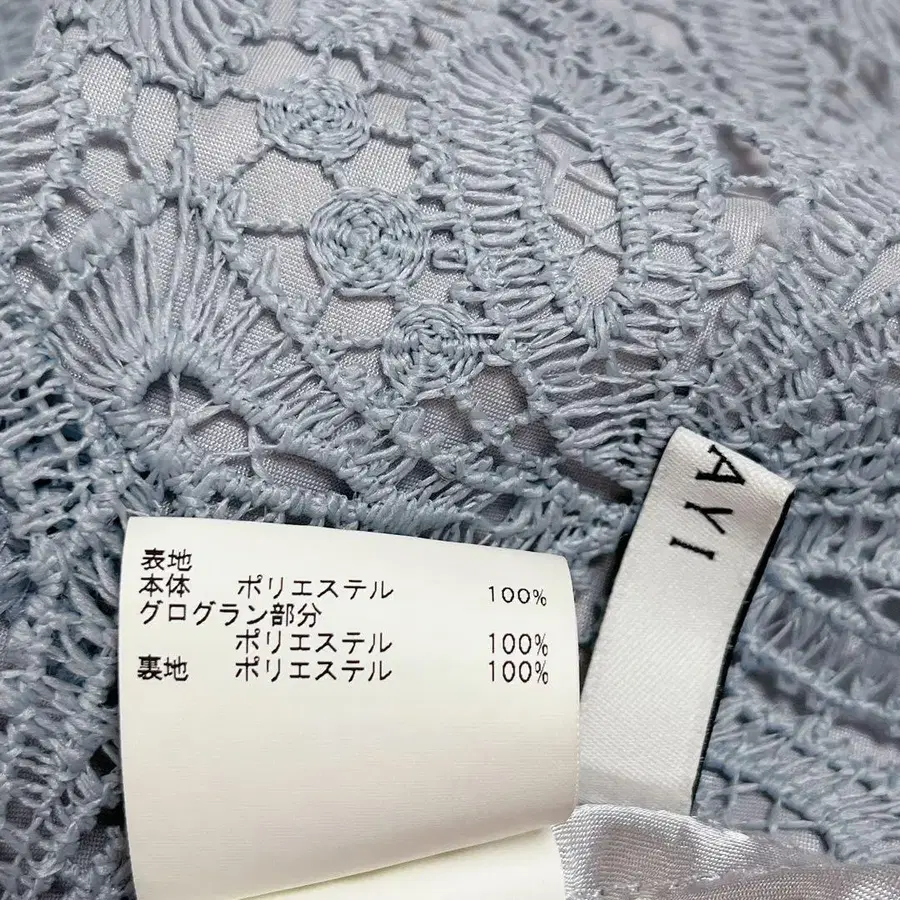 表地
本体 ポリエステル 100%
グログラン部分
ポリエステル 100%
裏地 ポリエステル 100%
AYI